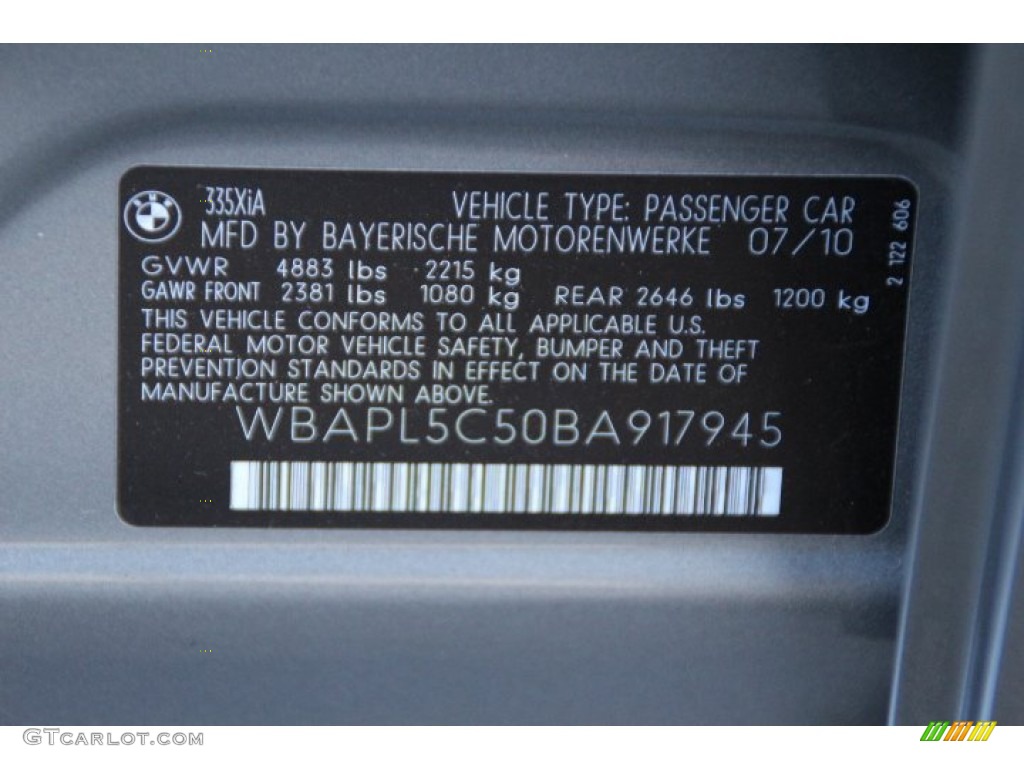 335XiA VEHICLE TYPE: PASSENGER CAR
MFD BY BAYERISCHE MOTORENWERKE 07/10
GVWR 4883 lbs 2215 kg
GAWR FRONT 2381 lbs 1080 kg REAR 2646 lbs 1200 kg
THIS VEHICLE CONFORMS TO ALL APPLICABLE U.S.
FEDERAL MOTOR VEHICLE SAFETY, BUMPER AND THEFT
PREVENTION STANDARDS IN EFFECT ON THE DATE OF
MANUFACTURE SHOWN ABOVE.
WBAPL5C50BA917945
2 122 606
GTCarLot.com